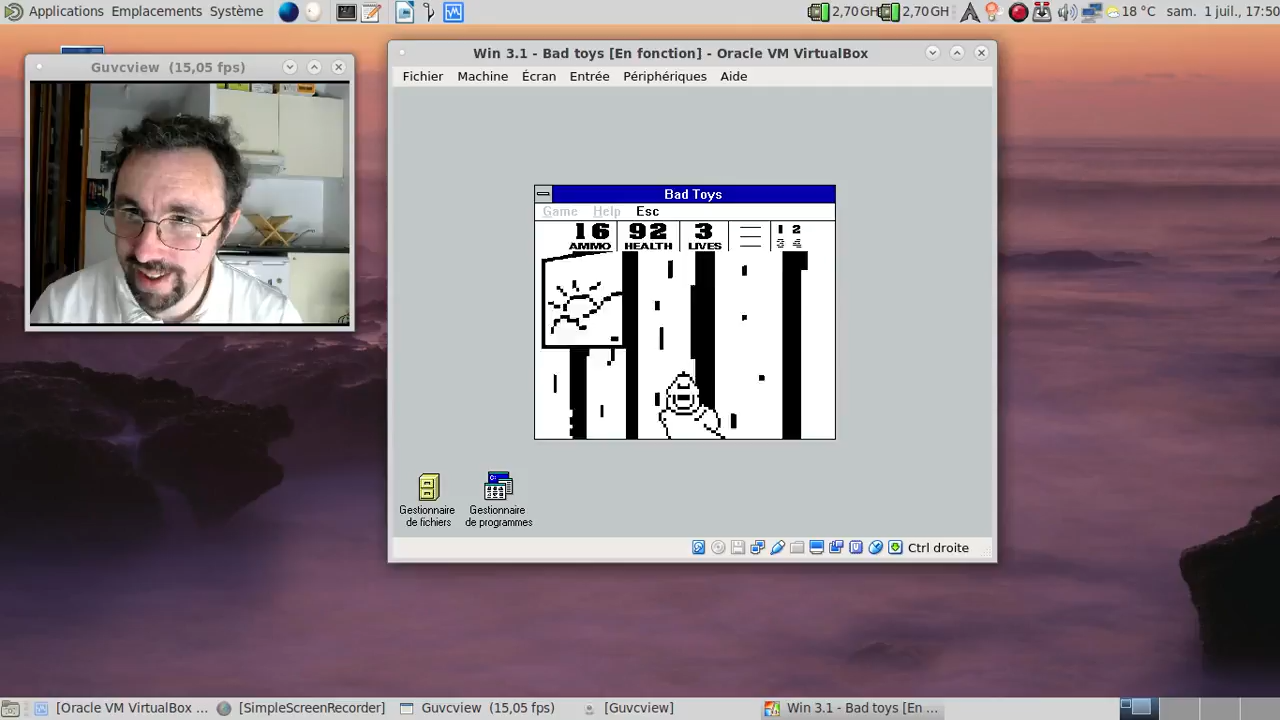 Applications Emplacements Système
2,70 GH 2,70 GH 18 °C sam. 1 juil., 17:50
Guvcview (15,05 fps)
Win 3.1 - Bad toys [En fonction] - Oracle VM VirtualBox
Fichier Machine Écran Entrée Périphériques Aide
Bad Toys
Game Help Esc
16 92 3 1 2
AMMO HEALTH LIVES 3 4
Gestionnaire de fichiers
Gestionnaire de programmes
Ctrl droite
[Oracle VM VirtualBox ... [SimpleScreenRecorder] Guvcview (15,05 fps) [Guvcview] Win 3.1 - Bad toys [En ...